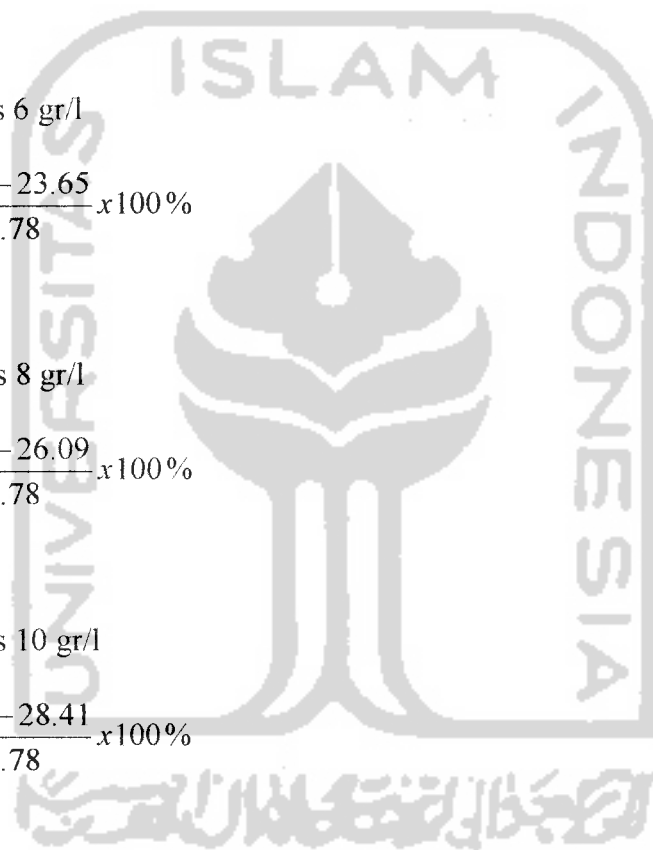 ISLAM
UNIVERSITAS
INDONESIA
s 6 gr/l
– 23.65
x100%
.78
s 8 gr/l
– 26.09
x100%
.78
s 10 gr/l
– 28.41
x100%
.78